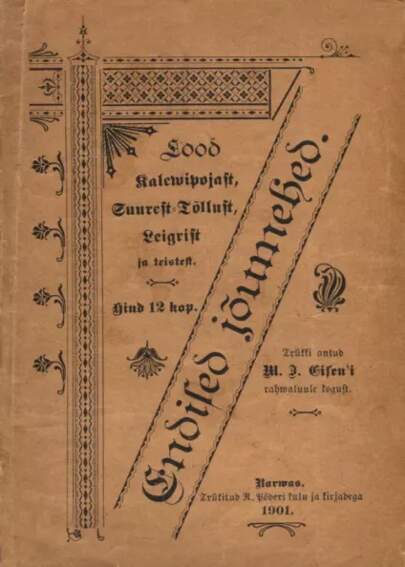 Lood
Kalewipojast,
Suurest-Tõllust,
Leigrist
ja teistest.
Hind 12 kop.
Endised jõumehed.
Trükki antud
M. J. Eisen'i
rahwaluule kogust.
Narwas.
Trükitud R. Põderi kulu ja kirjadega
1901.